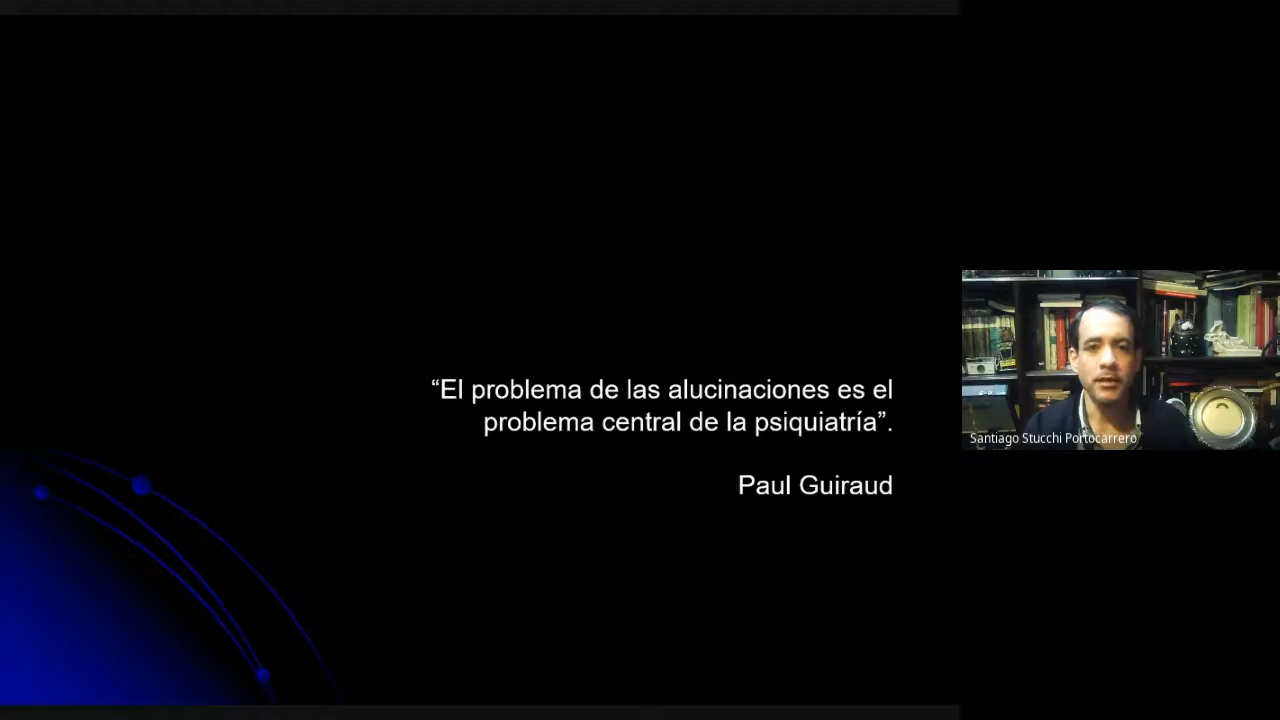 “El problema de las alucinaciones es el
problema central de la psiquiatría”.
Paul Guiraud
Santiago Stucchi Portocarrero